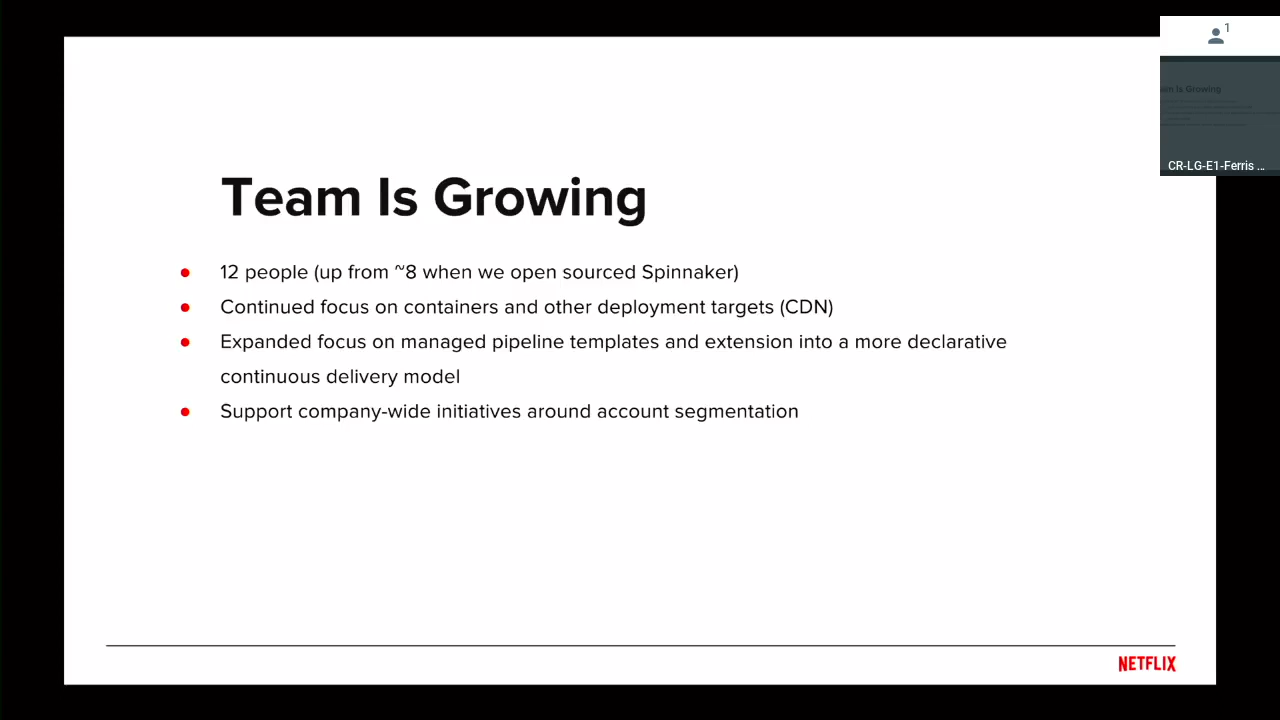 1
Team Is Growing
CR-LG-E1-Ferris ...
● 12 people (up from ~8 when we open sourced Spinnaker)
● Continued focus on containers and other deployment targets (CDN)
● Expanded focus on managed pipeline templates and extension into a more declarative
continuous delivery model
● Support company-wide initiatives around account segmentation
NETFLIX